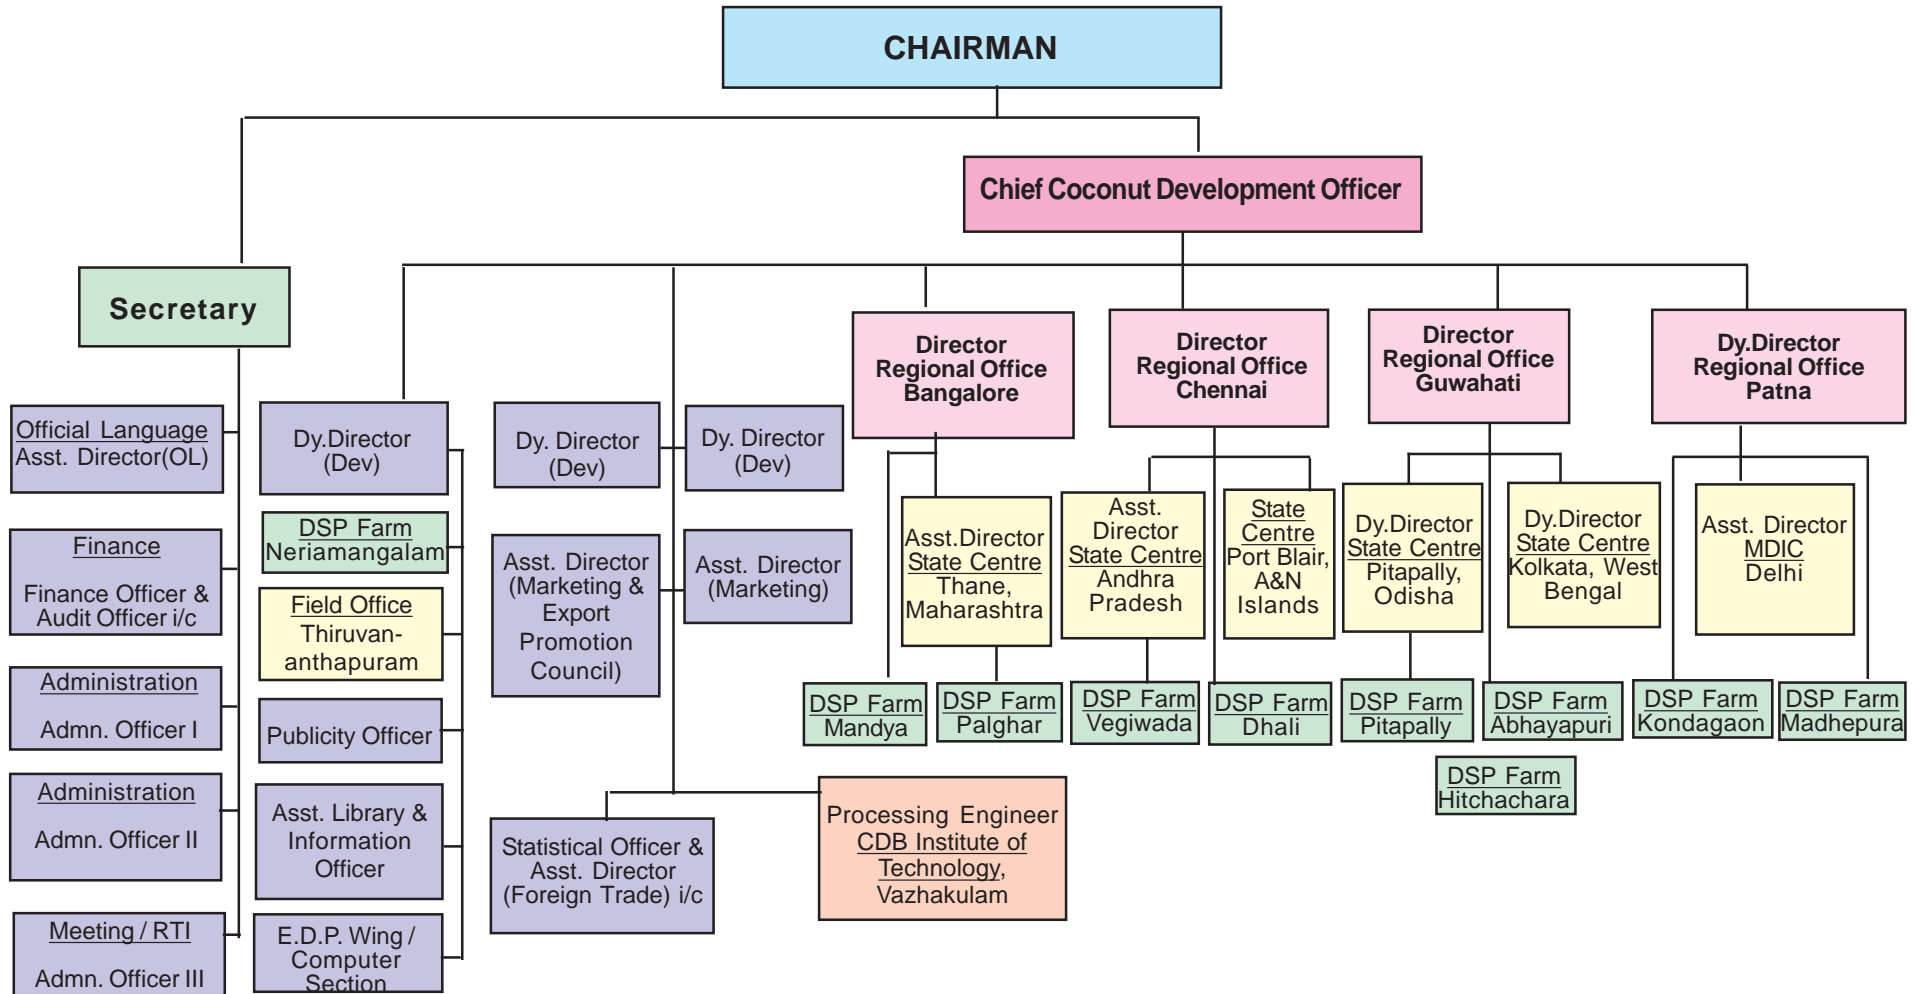 CHAIRMAN
Chief Coconut Development Officer
Secretary
Official Language
Asst. Director(OL)
Finance
Finance Officer &
Audit Officer i/c
Administration
Admn. Officer I
Administration
Admn. Officer II
Meeting / RTI
Admn. Officer III
Dy.Director
(Dev)
DSP Farm
Neriamangalam
Field Office
Thiruvan-
anthapuram
Publicity Officer
Asst. Library &
Information
Officer
E.D.P. Wing /
Computer
Section
Dy. Director
(Dev)
Dy. Director
(Dev)
Asst. Director
(Marketing &
Export
Promotion
Council)
Asst. Director
(Marketing)
Statistical Officer &
Asst. Director
(Foreign Trade) i/c
Processing Engineer
CDB Institute of
Technology,
Vazhakulam
Director
Regional Office
Bangalore
Asst.Director
State Centre
Thane,
Maharashtra
DSP Farm
Mandya
DSP Farm
Palghar
Director
Regional Office
Chennai
Asst.
Director
State Centre
Andhra
Pradesh
State
Centre
Port Blair,
A&N
Islands
DSP Farm
Vegiwada
DSP Farm
Dhali
Director
Regional Office
Guwahati
Dy.Director
State Centre
Pitapally,
Odisha
Dy.Director
State Centre
Kolkata, West
Bengal
DSP Farm
Pitapally
DSP Farm
Abhayapuri
DSP Farm
Hitchachara
Dy.Director
Regional Office
Patna
Asst. Director
MDIC
Delhi
DSP Farm
Kondagaon
DSP Farm
Madhepura